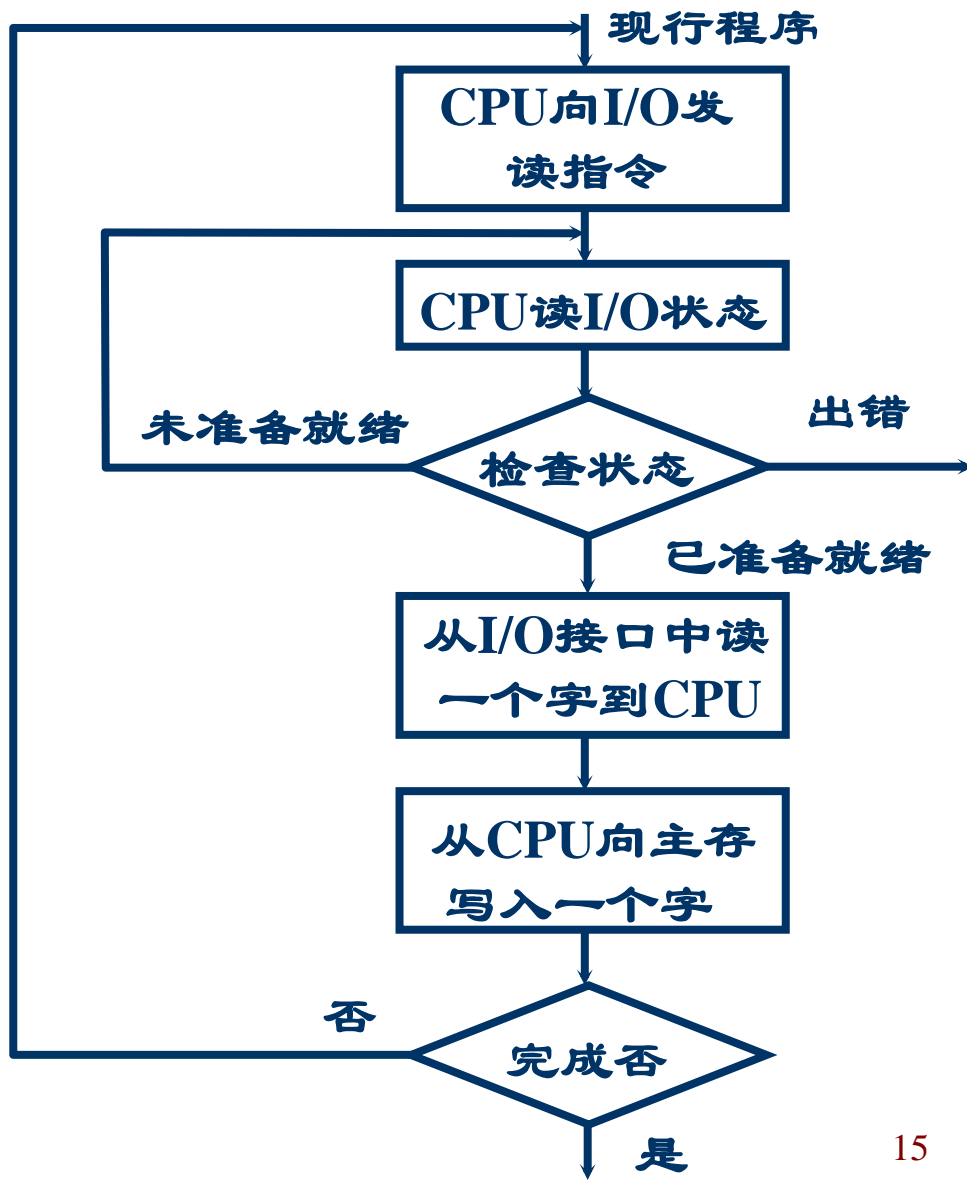 现行程序
CPU向I/O发
读指令
CPU读I/O状态
未准备就绪
出错
检查状态
已准备就绪
从I/O接口中读
一个字到CPU
从CPU向主存
写入一个字
否
完成否
是
15